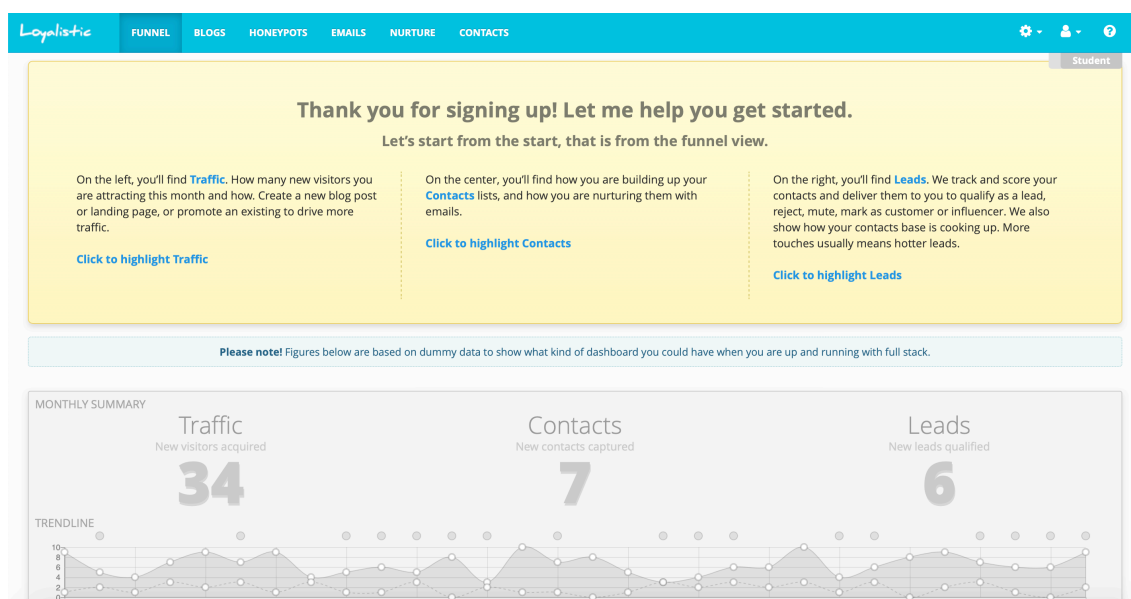 Loyalistic
FUNNEL BLOGS HONEYPOTS EMAILS NURTURE CONTACTS
Student
Thank you for signing up! Let me help you get started.
Let's start from the start, that is from the funnel view.
On the left, you'll find Traffic. How many new visitors you
are attracting this month and how. Create a new blog post
or landing page, or promote an existing to drive more
traffic.
Click to highlight Traffic
On the center, you'll find how you are building up your
Contacts lists, and how you are nurturing them with
emails.
Click to highlight Contacts
On the right, you'll find Leads. We track and score your
contacts and deliver them to you to qualify as a lead,
reject, mute, mark as customer or influencer. We also
show how your contacts base is cooking up. More
touches usually means hotter leads.
Click to highlight Leads
Please note! Figures below are based on dummy data to show what kind of dashboard you could have when you are up and running with full stack.
MONTHLY SUMMARY
Traffic
New visitors acquired
34
Contacts
New contacts captured
7
Leads
New leads qualified
6
TRENDLINE
10
8
6
4
2
0